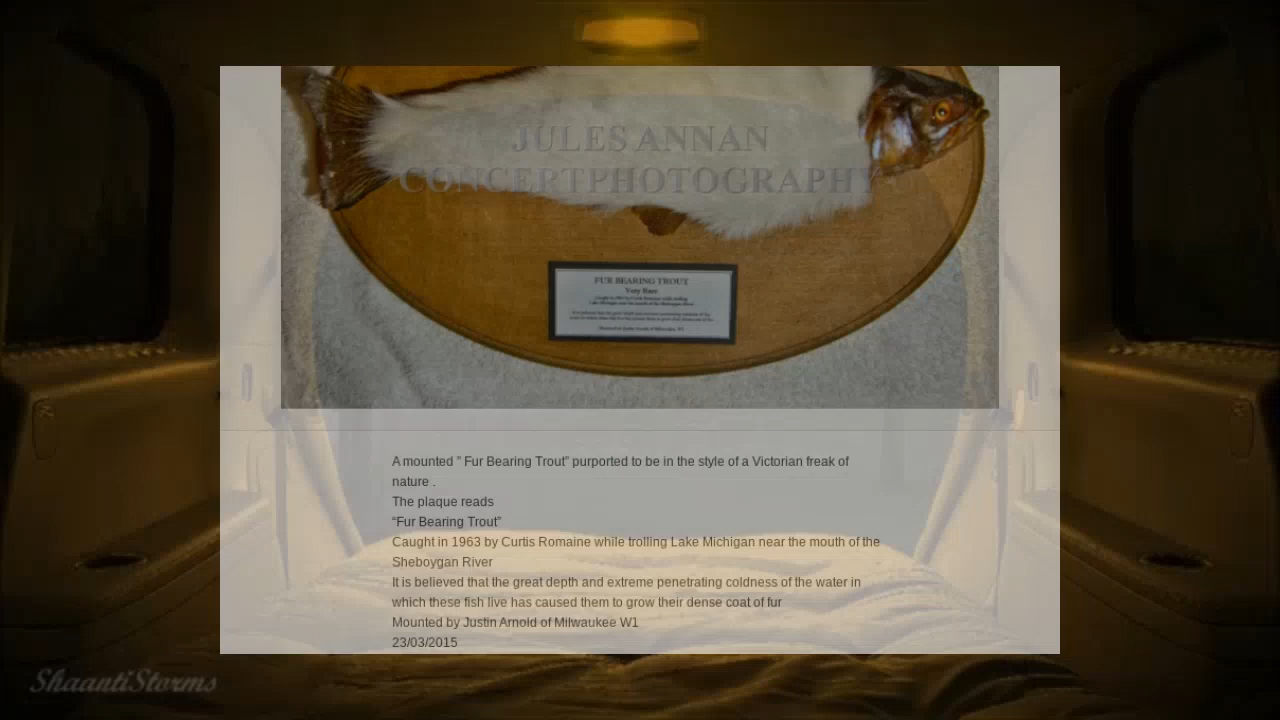 JULES ANNAN
CONCERTPHOTOGRAPHY
FUR BEARING TROUT
Very Rare
A mounted ” Fur Bearing Trout” purported to be in the style of a Victorian freak of
nature .
The plaque reads
“Fur Bearing Trout”
Caught in 1963 by Curtis Romaine while trolling Lake Michigan near the mouth of the
Sheboygan River
It is believed that the great depth and extreme penetrating coldness of the water in
which these fish live has caused them to grow their dense coat of fur
Mounted by Justin Arnold of Milwaukee W1
23/03/2015
ShaantiStorms